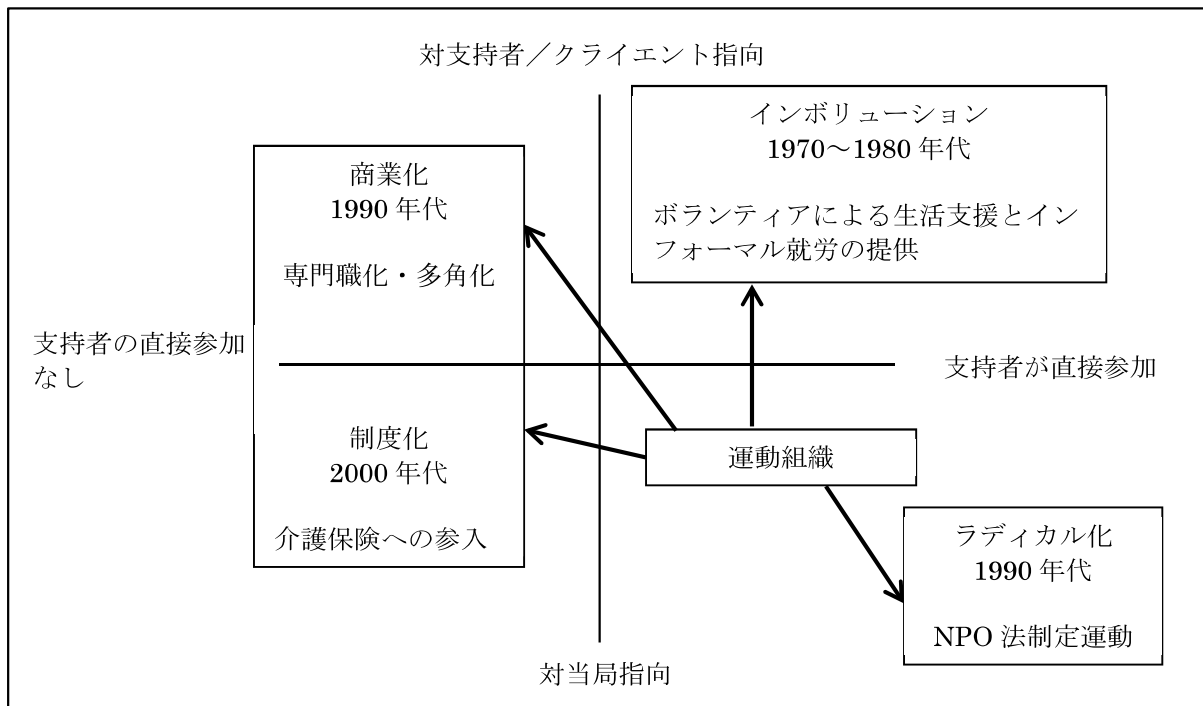 対支持者／クライエント指向
インボリューション
1970～1980 年代
ボランティアによる生活支援とイン
フォーマル就労の提供
商業化
1990 年代
専門職化・多角化
支持者の直接参加
なし
支持者が直接参加
制度化
2000 年代
介護保険への参入
運動組織
ラディカル化
1990 年代
NPO 法制定運動
対当局指向